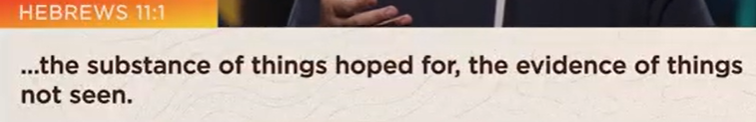 HEBREWS 11:1
...the substance of things hoped for, the evidence of things
not seen.